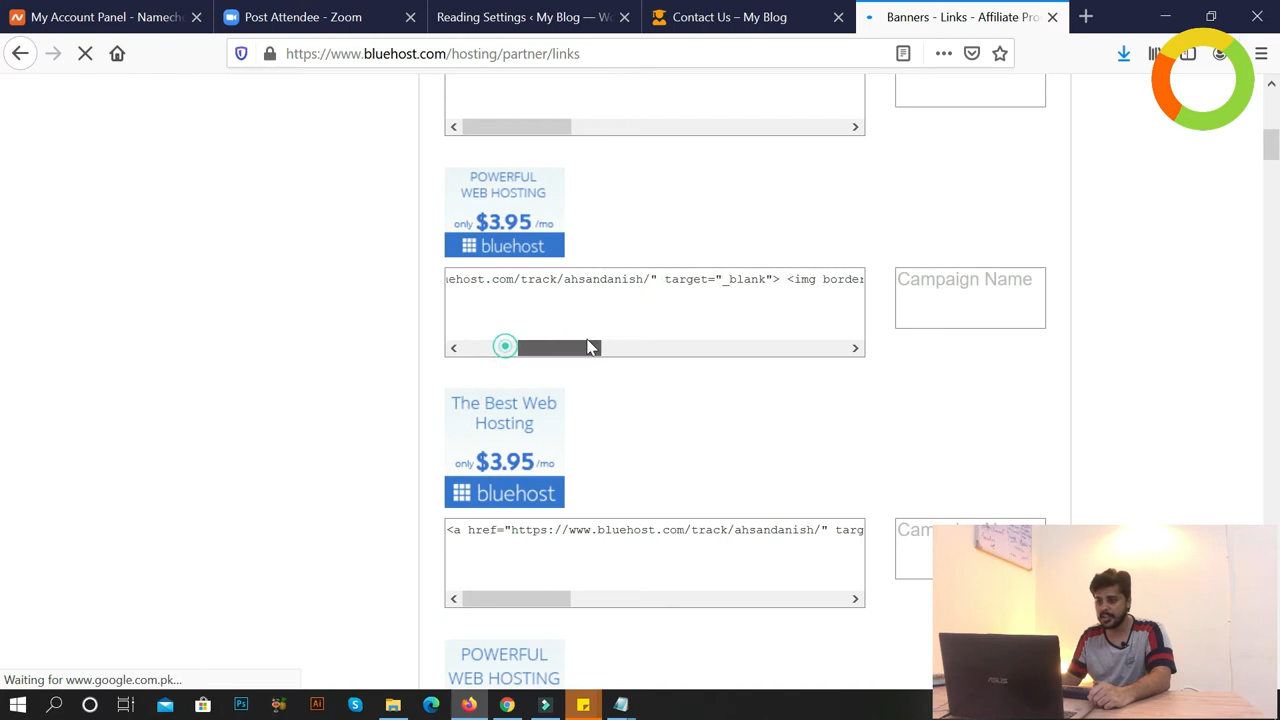 My Account Panel - Namech
Post Attendee - Zoom
Reading Settings ‹ My Blog — Wo
Contact Us – My Blog
Banners - Links - Affiliate Pro
https://www.bluehost.com/hosting/partner/links
POWERFUL
WEB HOSTING
only $3.95 /mo
bluehost
uehost.com/track/ahsandanish/" target="_blank"> <img border
Campaign Name
The Best Web
Hosting
only $3.95 /mo
bluehost
<a href="https://www.bluehost.com/track/ahsandanish/" targ
POWERFUL
WEB HOSTING
Waiting for www.google.com.pk...
ASUS